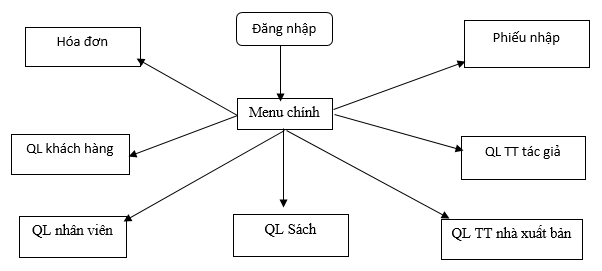 Đăng nhập
Hóa đơn
Phiếu nhập
Menu chính
QL khách hàng
QL TT tác giả
QL nhân viên
QL Sách
QL TT nhà xuất bản